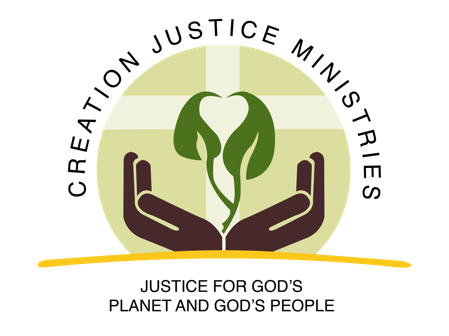 CREATION JUSTICE MINISTRIES
JUSTICE FOR GOD'S
PLANET AND GOD'S PEOPLE